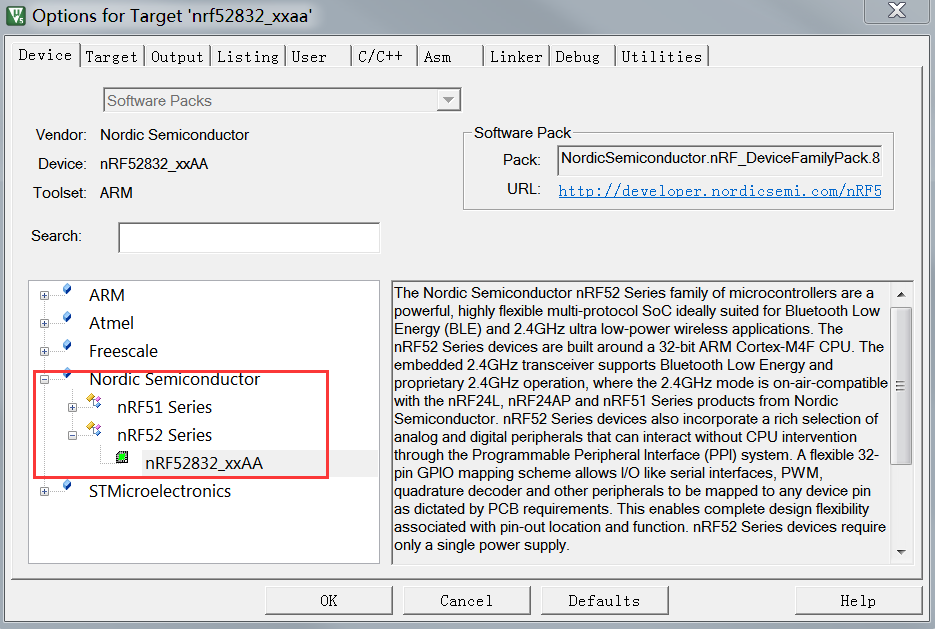 Options for Target 'nrf52832_xxaa'
Device Target Output Listing User C/C++ Asm Linker Debug Utilities
Software Packs
Vendor: Nordic Semiconductor
Device: nRF52832_xxAA
Toolset: ARM
Software Pack
Pack: NordicSemiconductor.nRF_DeviceFamilyPack.8
URL: http://developer.nordicsemi.com/nRF5
Search:
ARM
Atmel
Freescale
Nordic Semiconductor
nRF51 Series
nRF52 Series
nRF52832_xxAA
STMicroelectronics
The Nordic Semiconductor nRF52 Series family of microcontrollers are a
powerful, highly flexible multi-protocol SoC ideally suited for Bluetooth Low
Energy (BLE) and 2.4GHz ultra low-power wireless applications. The
nRF52 Series devices are built around a 32-bit ARM Cortex-M4F CPU. The
embedded 2.4GHz transceiver supports Bluetooth Low Energy and
proprietary 2.4GHz operation, where the 2.4GHz mode is on-air-compatible
with the nRF24L, nRF24AP and nRF51 Series products from Nordic
Semiconductor. nRF52 Series devices also incorporate a rich selection of
analog and digital peripherals that can interact without CPU intervention
through the Programmable Peripheral Interface (PPI) system. A flexible 32-
pin GPIO mapping scheme allows I/O like serial interfaces, PWM,
quadrature decoder and other peripherals to be mapped to any device pin
as dictated by PCB requirements. This enables complete design flexibility
associated with pin-out location and function. nRF52 Series devices require
only a single power supply.
OK Cancel Defaults Help